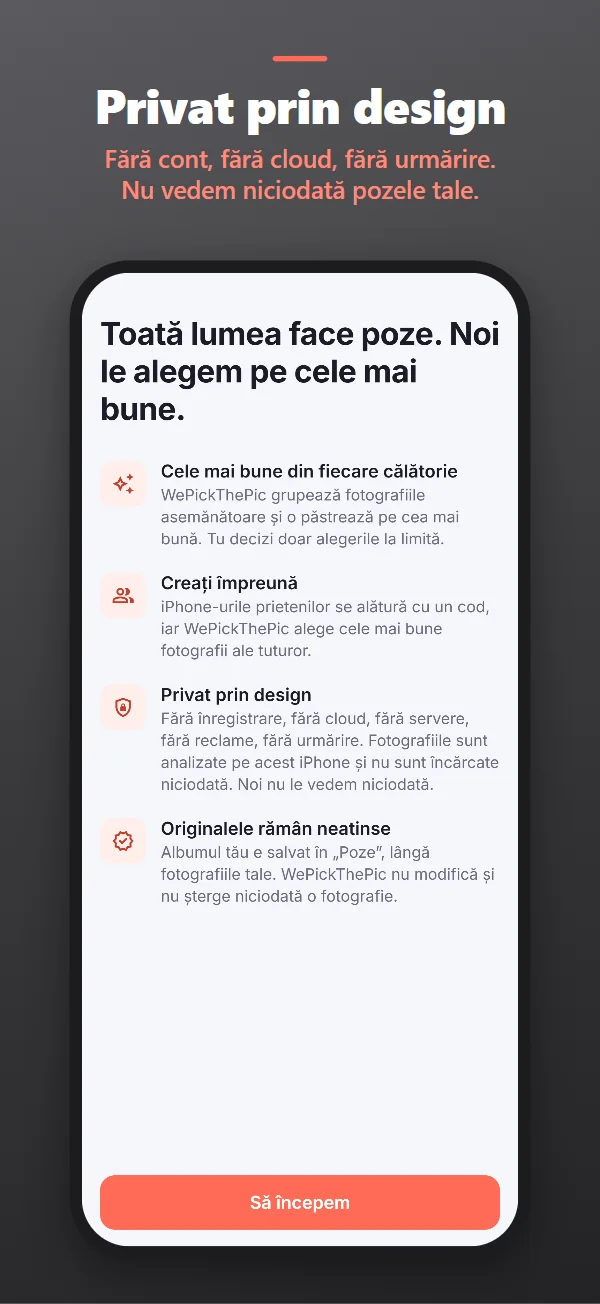 Privat prin design
Fără cont, fără cloud, fără urmărire.
Nu vedem niciodată pozele tale.
Toată lumea face poze. Noi
le alegem pe cele mai
bune.
Cele mai bune din fiecare călătorie
WePickThePic grupează fotografiile
asemănătoare și o păstrează pe cea mai
bună. Tu decizi doar alegerile la limită.
Creați împreună
iPhone-urile prietenilor se alătură cu un cod,
iar WePickThePic alege cele mai bune
fotografii ale tuturor.
Privat prin design
Fără înregistrare, fără cloud, fără servere,
fără reclame, fără urmărire. Fotografiile sunt
analizate pe acest iPhone și nu sunt încărcate
niciodată. Noi nu le vedem niciodată.
Originalele rămân neatinse
Albumul tău e salvat în „Poze”, lângă
fotografiile tale. WePickThePic nu modifică și
nu șterge niciodată o fotografie.
Să începem